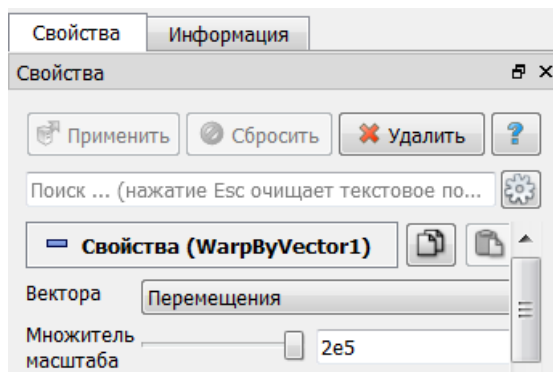 Свойства Информация
Свойства
Применить Сбросить Удалить ?
Поиск ... (нажатие Esc очищает текстовое по...
Свойства (WarpByVector1)
Вектора Перемещения
Множитель масштаба 2e5